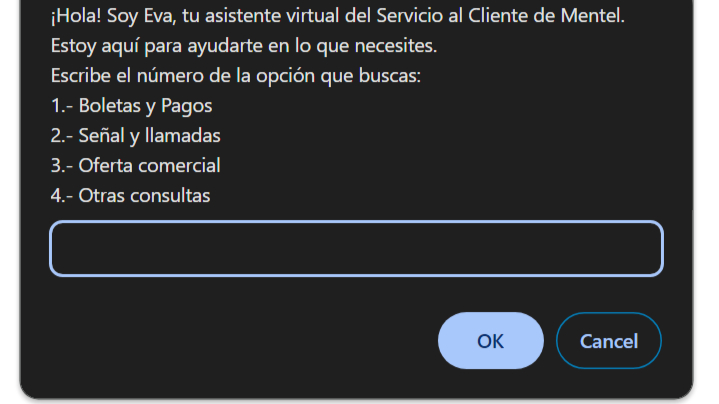 ¡Hola! Soy Eva, tu asistente virtual del Servicio al Cliente de Mentel.
Estoy aquí para ayudarte en lo que necesites.
Escribe el número de la opción que buscas:
1.- Boletas y Pagos
2.- Señal y llamadas
3.- Oferta comercial
4.- Otras consultas
OK Cancel